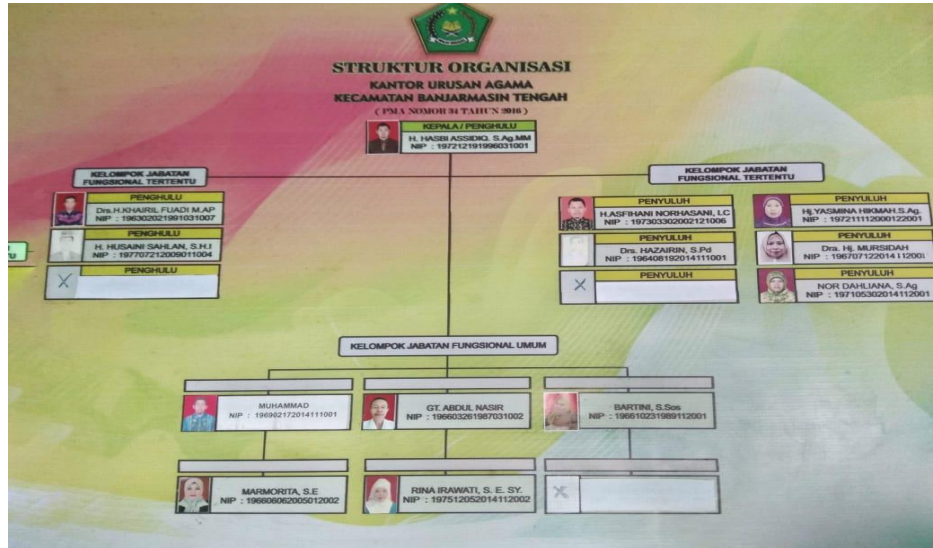 STRUKTUR ORGANISASI
KANTOR URUSAN AGAMA
KECAMATAN BANJARMASIN TENGAH
( PMA NOMOR 34 TAHUN 2016 )
KEPALA / PENGHULU
H. HASBI ASSIDIQ, S.Ag.MM
NIP : 197212191996031001
KELOMPOK JABATAN
FUNGSIONAL TERTENTU
PENGHULU
Drs.H.KHAIRIL FUADI M.AP
NIP : 196302021991031007
PENGHULU
H. HUSAINI SAHLAN, S.H.I
NIP : 197707212009011004
PENGHULU
X
KELOMPOK JABATAN
FUNGSIONAL TERTENTU
PENYULUH
H.ASFIHANI NORHASANI, LC
NIP : 197303302002121006
PENYULUH
Drs. HAZAIRIN, S.Pd
NIP : 196408192014111001
PENYULUH
X
PENYULUH
Hj.YASMINA HIKMAH.S.Ag.
NIP : 197211112000122001
PENYULUH
Dra. Hj. MURSIDAH
NIP :
PENYULUH
NOR DAHLIANA, S.Ag
NIP : 197105302014112001
KELOMPOK JABATAN FUNGSIONAL UMUM
MUHAMMAD
NIP : 196902172014111001
GT. ABDUL NASIR
NIP : 196603261987031002
BARTINI, S.Sos
NIP : 196610231989112001
MARMORITA, S.E
NIP : 196606062005012002
RINA IRAWATI, S. E. SY.
NIP : 197512052014112002
X